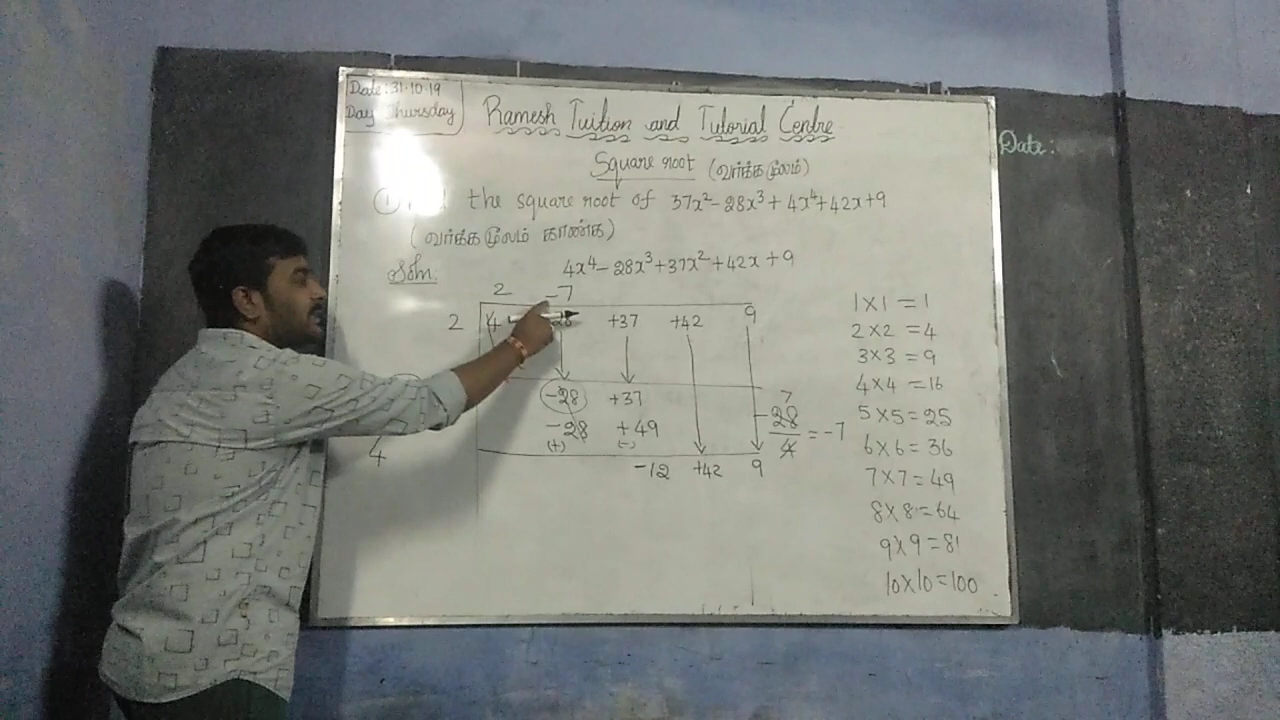 Date: 31.10.19
Day Thursday
Ramesh Tuition and Tutorial Centre
Date:
Square root (வர்க்கமூலம்)
① the square root of 37x² - 28x³ + 4x⁴ + 42x + 9
(வர்க்கமூலம் காண்க)
Soln.
4x⁴ - 28x³ + 37x² + 42x + 9
2 -7
2 4 +37 +42 9
-28 +37
-28 +49
(+) (-)
4
-12 +42 9
7
-28/4 = -7
1 x 1 = 1
2 x 2 = 4
3 x 3 = 9
4 x 4 = 16
5 x 5 = 25
6 x 6 = 36
7 x 7 = 49
8 x 8 = 64
9 x 9 = 81
10 x 10 = 100